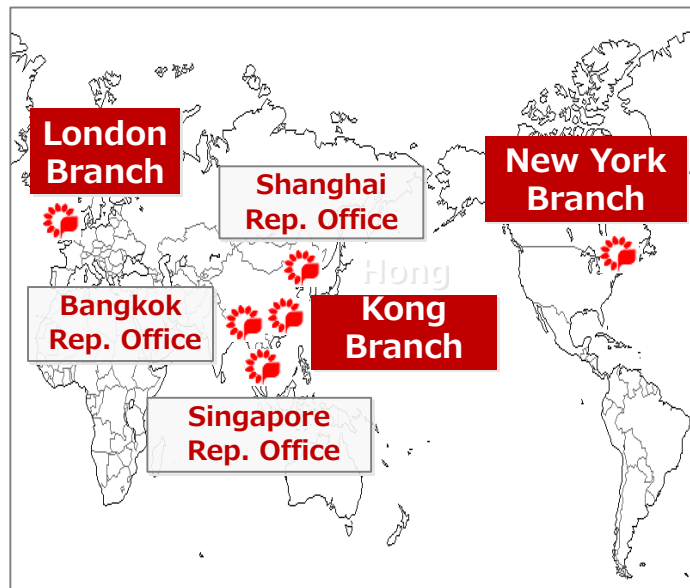 London
Branch
New York
Branch
Shanghai
Rep. Office
Hong
Kong
Branch
Bangkok
Rep. Office
Singapore
Rep. Office